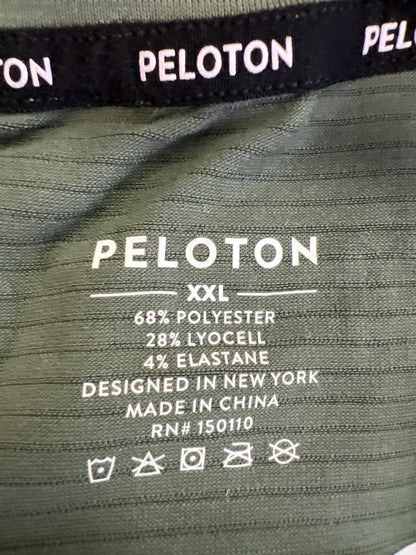 PELOTON PELOTON PEL
PELOTON
XXL
68% POLYESTER
28% LYOCELL
4% ELASTANE
DESIGNED IN NEW YORK
MADE IN CHINA
RN# 150110